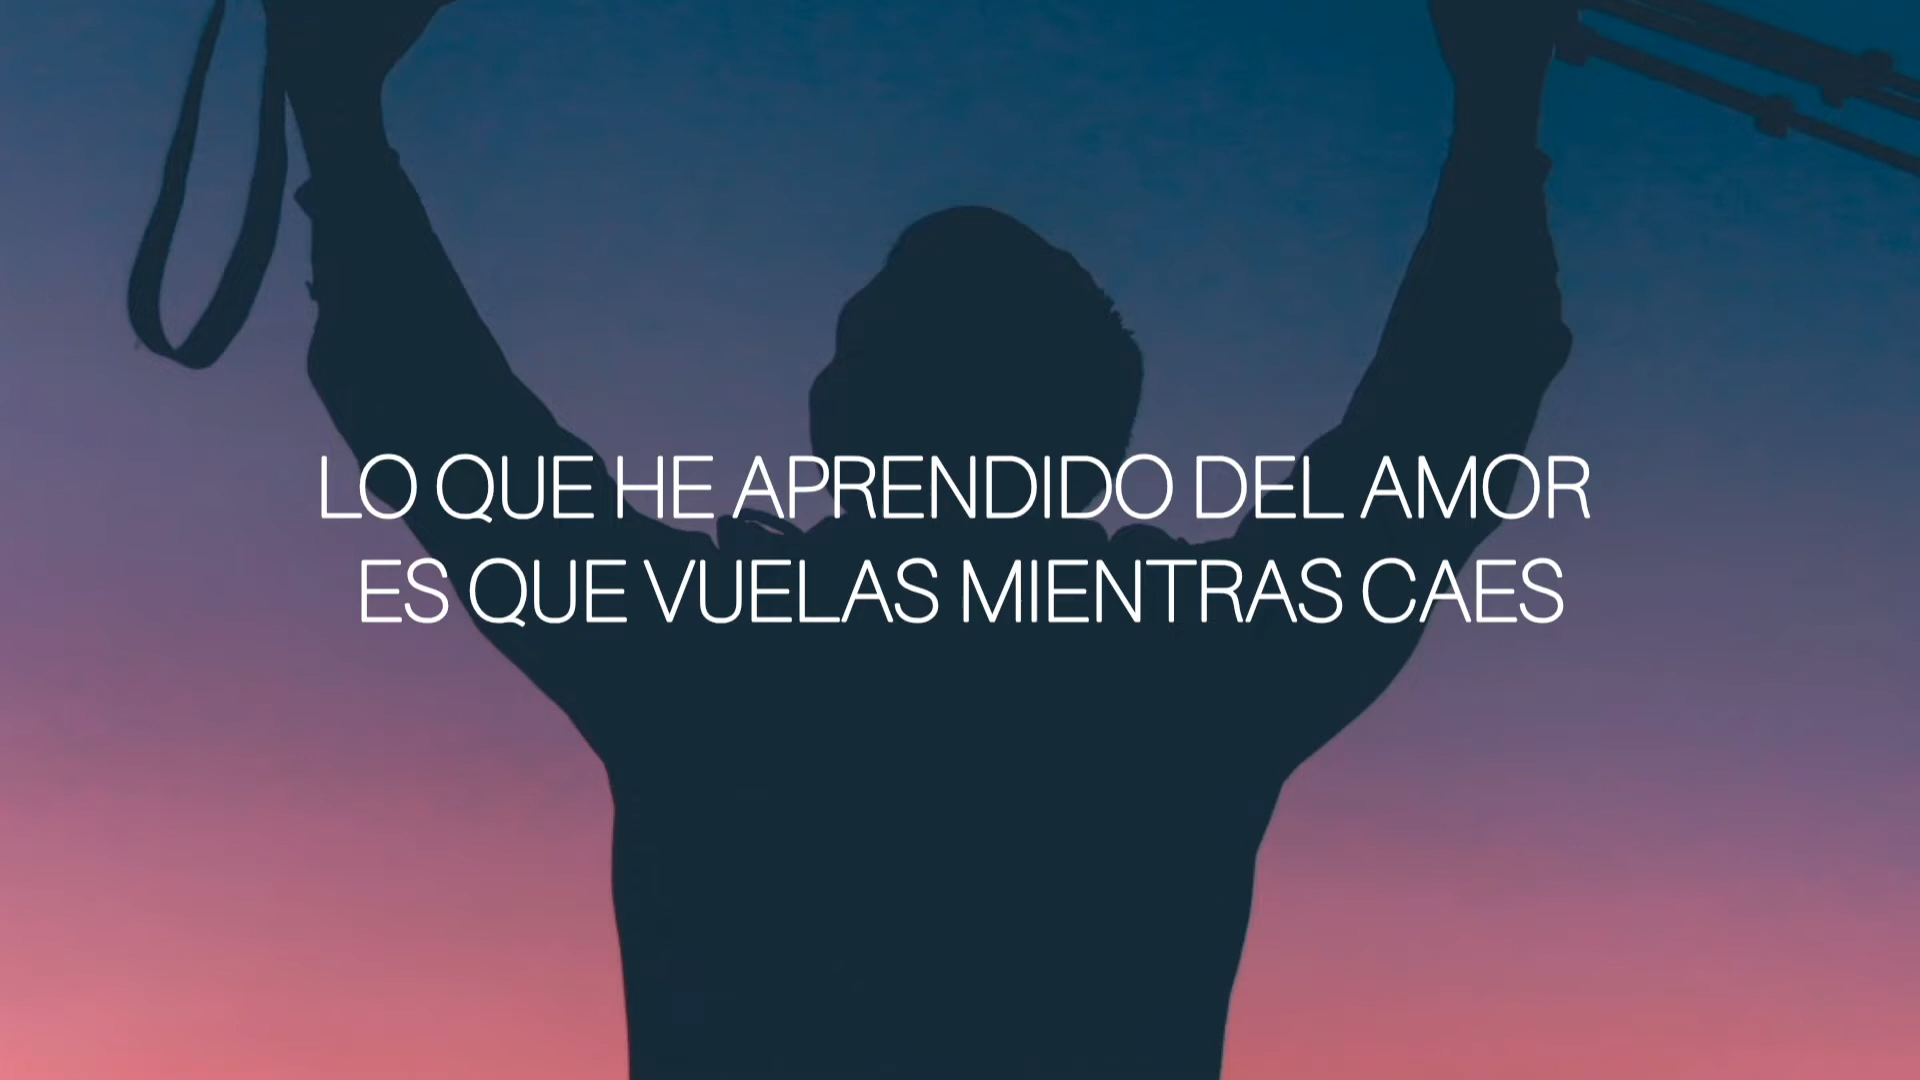 LO QUE HE APRENDIDO DEL AMOR
ES QUE VUELAS MIENTRAS CAES